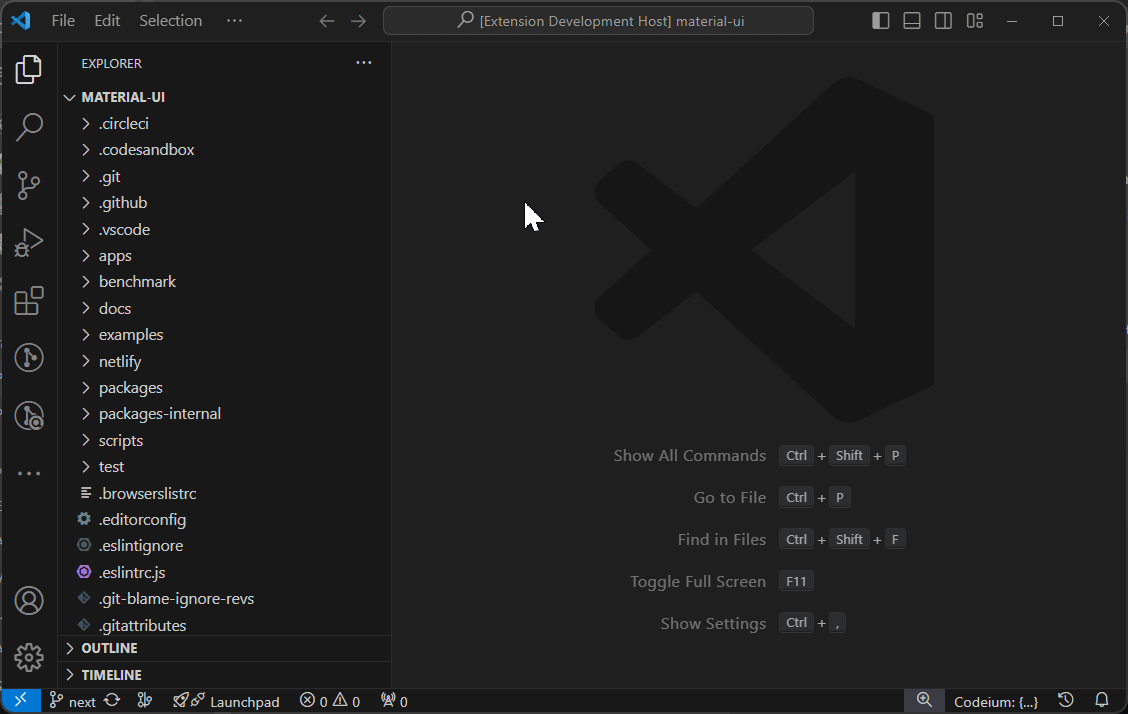 File Edit Selection ··· [Extension Development Host] material-ui
EXPLORER ···
MATERIAL-UI
.circleci
.codesandbox
.git
.github
.vscode
apps
benchmark
docs
examples
netlify
packages
packages-internal
scripts
test
.browserslistrc
.editorconfig
.eslintignore
.eslintrc.js
.git-blame-ignore-revs
.gitattributes
OUTLINE
TIMELINE
Show All Commands Ctrl + Shift + P
Go to File Ctrl + P
Find in Files Ctrl + Shift + F
Toggle Full Screen F11
Show Settings Ctrl + ,
next Launchpad 0 0 0 Codeium: {...}